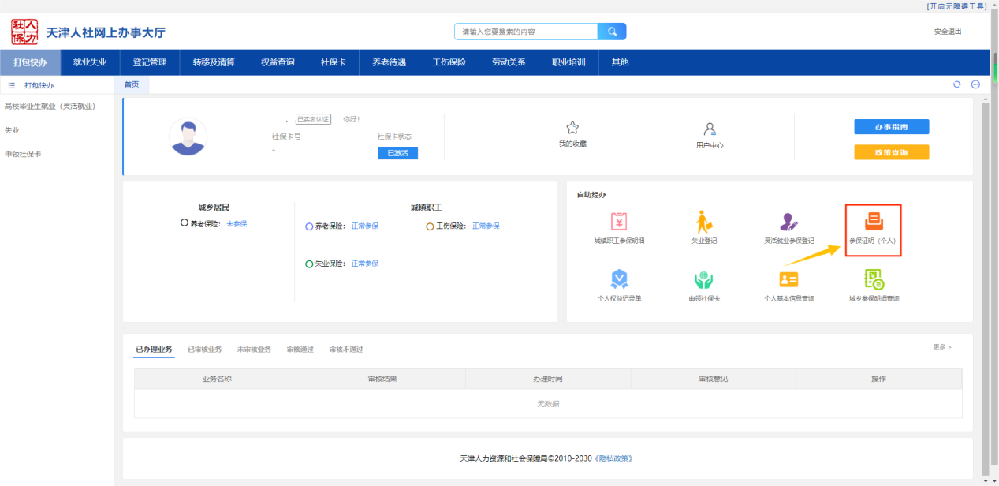 [开启无障碍工具]
社人
保力
天津人社网上办事大厅
请输入您要搜索的内容
安全退出
打包快办 就业失业 登记管理 转移及清算 权益查询 社保卡 养老待遇 工伤保险 劳动关系 职业培训 其他
打包快办
首页
高校毕业生就业（灵活就业）
失业
申领社保卡
已实名认证 你好！
社保卡号 社保卡状态
已激活
我的收藏
用户中心
办事指南
政策查询
城乡居民
养老保险： 未参保
城镇职工
养老保险： 正常参保 工伤保险： 正常参保
失业保险： 正常参保
自助经办
城镇职工参保明细 失业登记 灵活就业参保登记 参保证明（个人）
个人权益记录单 申领社保卡 个人基本信息查询 城乡参保明细查询
已办理业务 已审核业务 未审核业务 审核通过 审核不通过 更多 >
业务名称 审核结果 办理时间 审核意见 操作
无数据
天津人力资源和社会保障局©2010-2030《隐私政策》